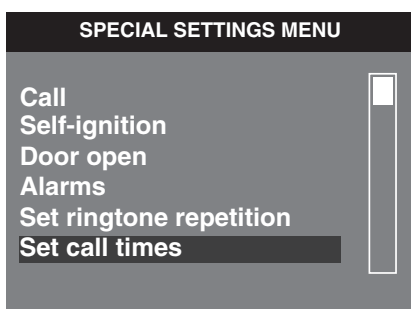 SPECIAL SETTINGS MENU
Call
Self-ignition
Door open
Alarms
Set ringtone repetition
Set call times